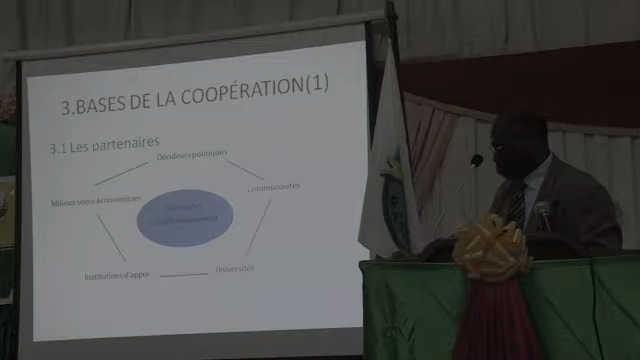 3.BASES DE LA COOPÉRATION(1)
3.1 Les partenaires
Décideurs politiques
Milieux socio-économiques
Communautés
Institutions d'appui
Universités